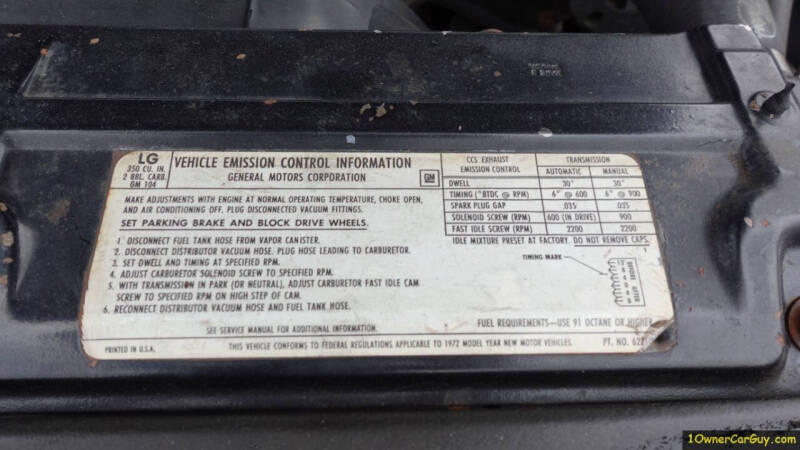 LG
350 CU. IN.
2 BBL. CARB.
GM 104
VEHICLE EMISSION CONTROL INFORMATION
GENERAL MOTORS CORPORATION
GM
MAKE ADJUSTMENTS WITH ENGINE AT NORMAL OPERATING TEMPERATURE, CHOKE OPEN,
AND AIR CONDITIONING OFF. PLUG DISCONNECTED VACUUM FITTINGS.
SET PARKING BRAKE AND BLOCK DRIVE WHEELS.
1. DISCONNECT FUEL TANK HOSE FROM VAPOR CANISTER.
2. DISCONNECT DISTRIBUTOR VACUUM HOSE. PLUG HOSE LEADING TO CARBURETOR.
3. SET DWELL AND TIMING AT SPECIFIED RPM.
4. ADJUST CARBURETOR SOLENOID SCREW TO SPECIFIED RPM.
5. WITH TRANSMISSION IN PARK (OR NEUTRAL), ADJUST CARBURETOR FAST IDLE CAM
SCREW TO SPECIFIED RPM ON HIGH STEP OF CAM.
6. RECONNECT DISTRIBUTOR VACUUM HOSE AND FUEL TANK HOSE.
SEE SERVICE MANUAL FOR ADDITIONAL INFORMATION.
CCS EXHAUST EMISSION CONTROL TRANSMISSION
AUTOMATIC MANUAL
DWELL 30° 30°
TIMING (°BTDC @ RPM) 6° @ 600 6° @ 900
SPARK PLUG GAP .035 .035
SOLENOID SCREW (RPM) 600 (IN DRIVE) 900
FAST IDLE SCREW (RPM) 2200 2200
IDLE MIXTURE PRESET AT FACTORY. DO NOT REMOVE CAPS.
TIMING MARK
BEFORE
AFTER
FUEL REQUIREMENTS—USE 91 OCTANE OR HIGHER
PRINTED IN U.S.A.
THIS VEHICLE CONFORMS TO FEDERAL REGULATIONS APPLICABLE TO 1972 MODEL YEAR NEW MOTOR VEHICLES.
PT. NO. 62
1OwnerCarGuy.com